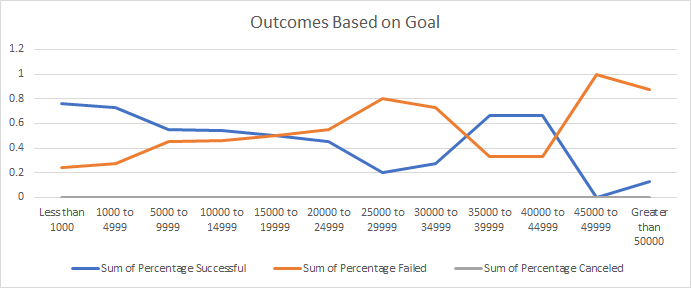 Outcomes Based on Goal
1.2
1
0.8
0.6
0.4
0.2
0
Less than 1000 to 5000 to 10000 to 15000 to 20000 to 25000 to 30000 to 35000 to 40000 to 45000 to Greater
1000 4999 9999 14999 19999 24999 29999 34999 39999 44999 49999 than
50000
Sum of Percentage Successful Sum of Percentage Failed Sum of Percentage Canceled